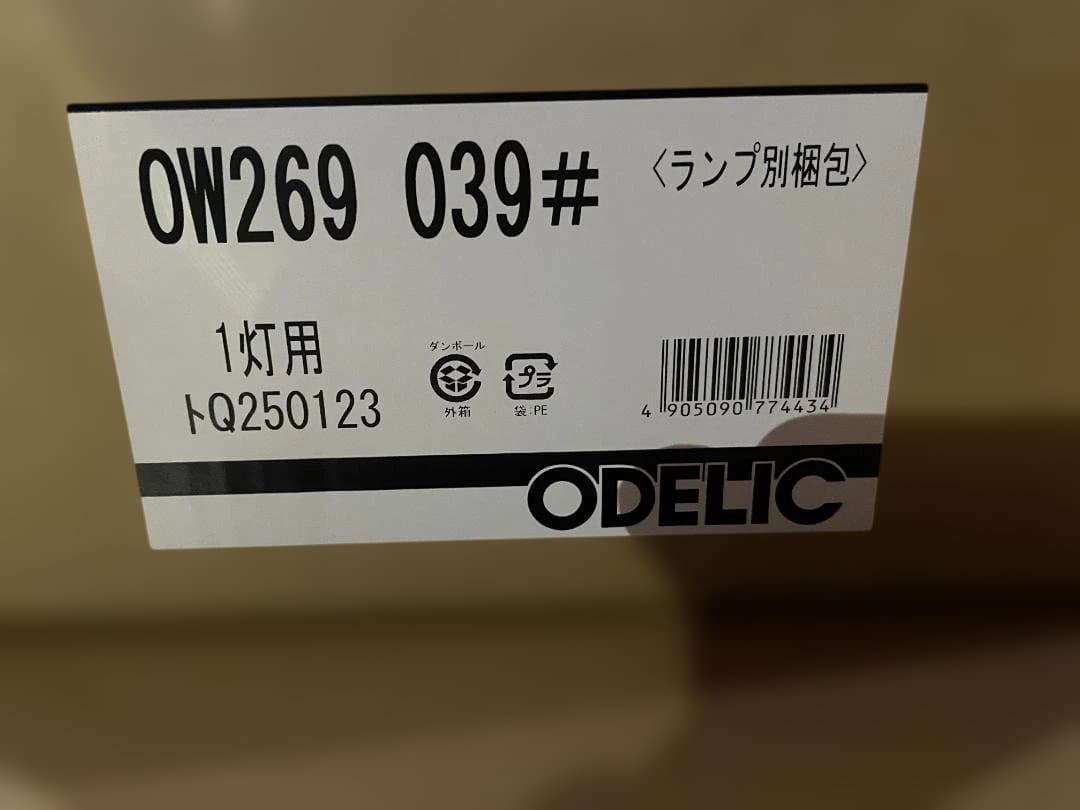 OW269 039# 〈ランプ別梱包〉
1灯用
トQ250123
ダンボール
外箱
プラ
袋:PE
4 905090 774434
ODELIC